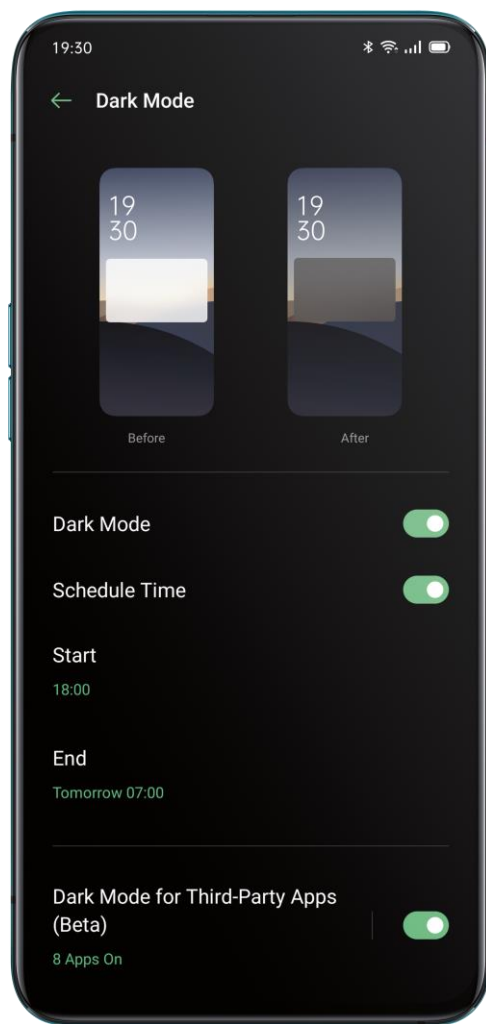 19:30
Dark Mode
19
30
19
30
Before
After
Dark Mode
Schedule Time
Start
18:00
End
Tomorrow 07:00
Dark Mode for Third-Party Apps
(Beta)
8 Apps On